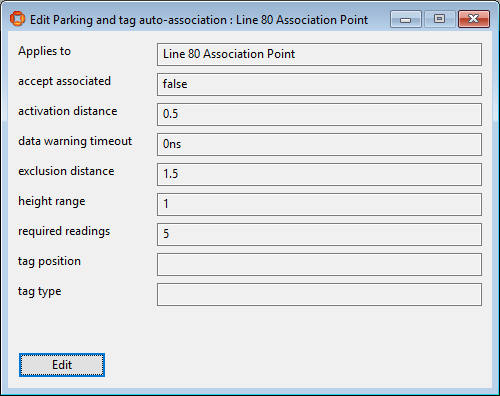 Edit Parking and tag auto-association : Line 80 Association Point
Applies to Line 80 Association Point
accept associated false
activation distance 0.5
data warning timeout 0ns
exclusion distance 1.5
height range 1
required readings 5
tag position
tag type
Edit